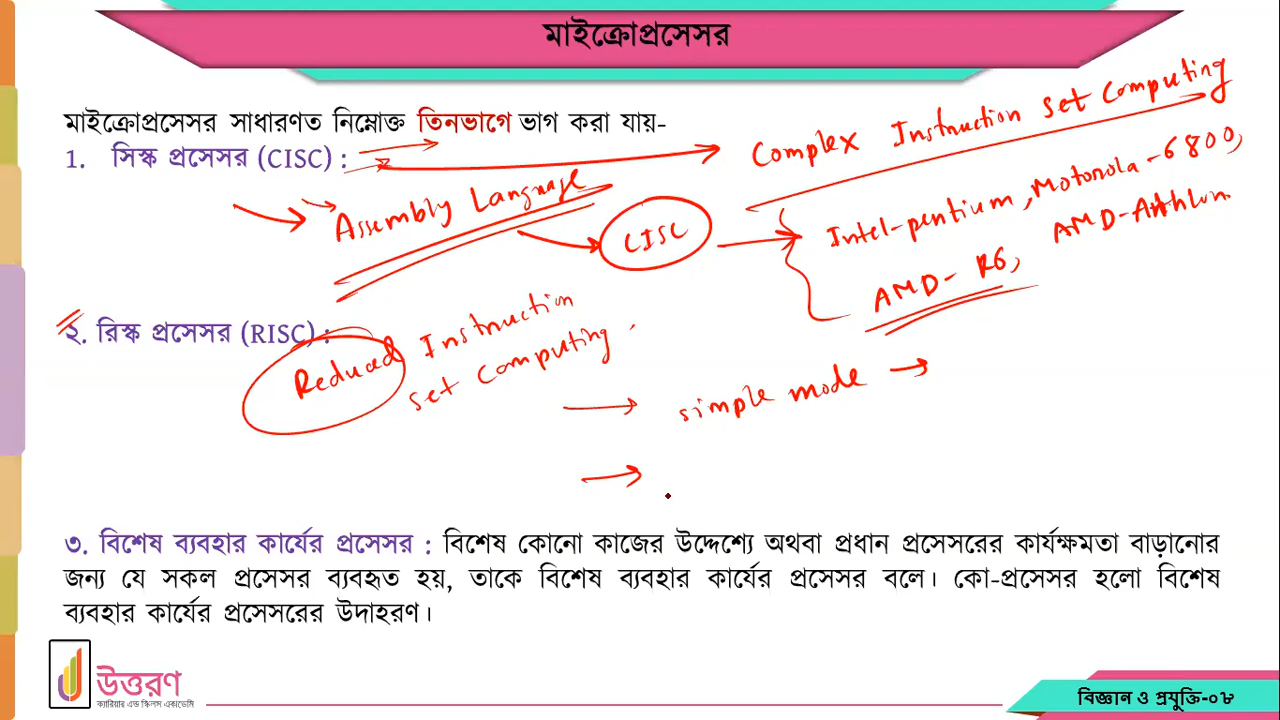 মাইক্রোপ্রসেসর
মাইক্রোপ্রসেসর সাধারণত নিম্নোক্ত তিনভাগে ভাগ করা যায়-
1. সিস্ক প্রসেসর (CISC) :
Complex Instruction Set Computing
Assembly Language
CISC
Intel-pentium, Motorola-6800,
AMD-K6, AMD-Athlon
২. রিস্ক প্রসেসর (RISC) :
Reduced Instruction
Set Computing
simple mode
৩. বিশেষ ব্যবহার কার্যের প্রসেসর : বিশেষ কোনো কাজের উদ্দেশ্যে অথবা প্রধান প্রসেসরের কার্যক্ষমতা বাড়ানোর
জন্য যে সকল প্রসেসর ব্যবহৃত হয়, তাকে বিশেষ ব্যবহার কার্যের প্রসেসর বলে। কো-প্রসেসর হলো বিশেষ
ব্যবহার কার্যের প্রসেসরের উদাহরণ।
উত্তরণ
ক্যারিয়ার এন্ড স্কিলস একাডেমি
বিজ্ঞান ও প্রযুক্তি-০৮